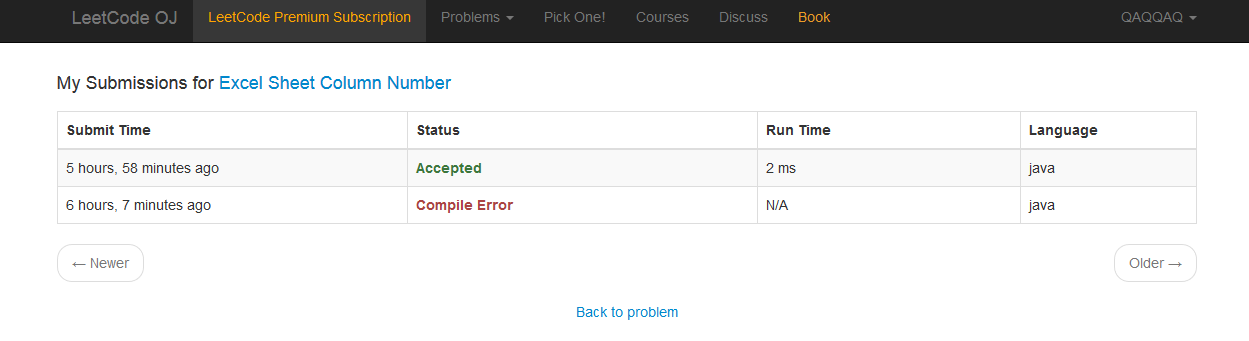 LeetCode OJ LeetCode Premium Subscription Problems Pick One! Courses Discuss Book QAQQAQ
My Submissions for Excel Sheet Column Number
Submit Time Status Run Time Language
5 hours, 58 minutes ago Accepted 2 ms java
6 hours, 7 minutes ago Compile Error N/A java
← Newer Older →
Back to problem